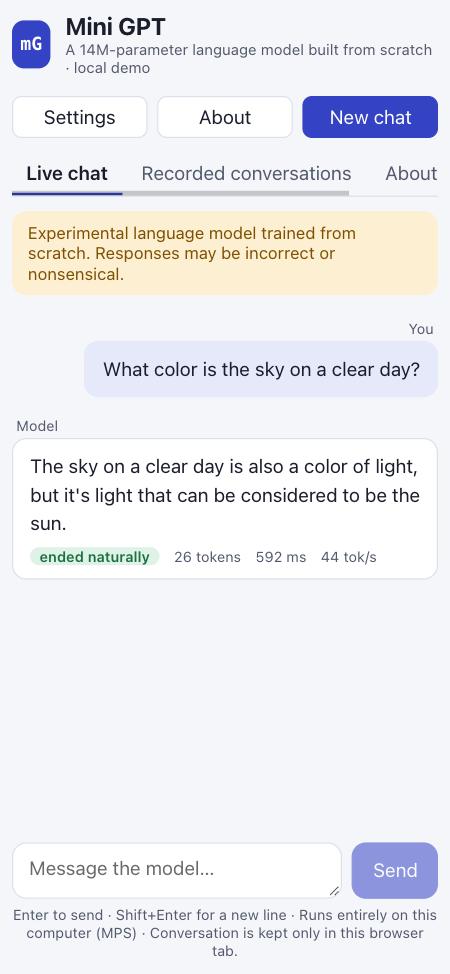 mG
Mini GPT
A 14M-parameter language model built from scratch
· local demo
Settings
About
New chat
Live chat
Recorded conversations
About
Experimental language model trained from
scratch. Responses may be incorrect or
nonsensical.
You
What color is the sky on a clear day?
Model
The sky on a clear day is also a color of light,
but it's light that can be considered to be the
sun.
ended naturally 26 tokens 592 ms 44 tok/s
Message the model...
Send
Enter to send · Shift+Enter for a new line · Runs entirely on this
computer (MPS) · Conversation is kept only in this browser
tab.